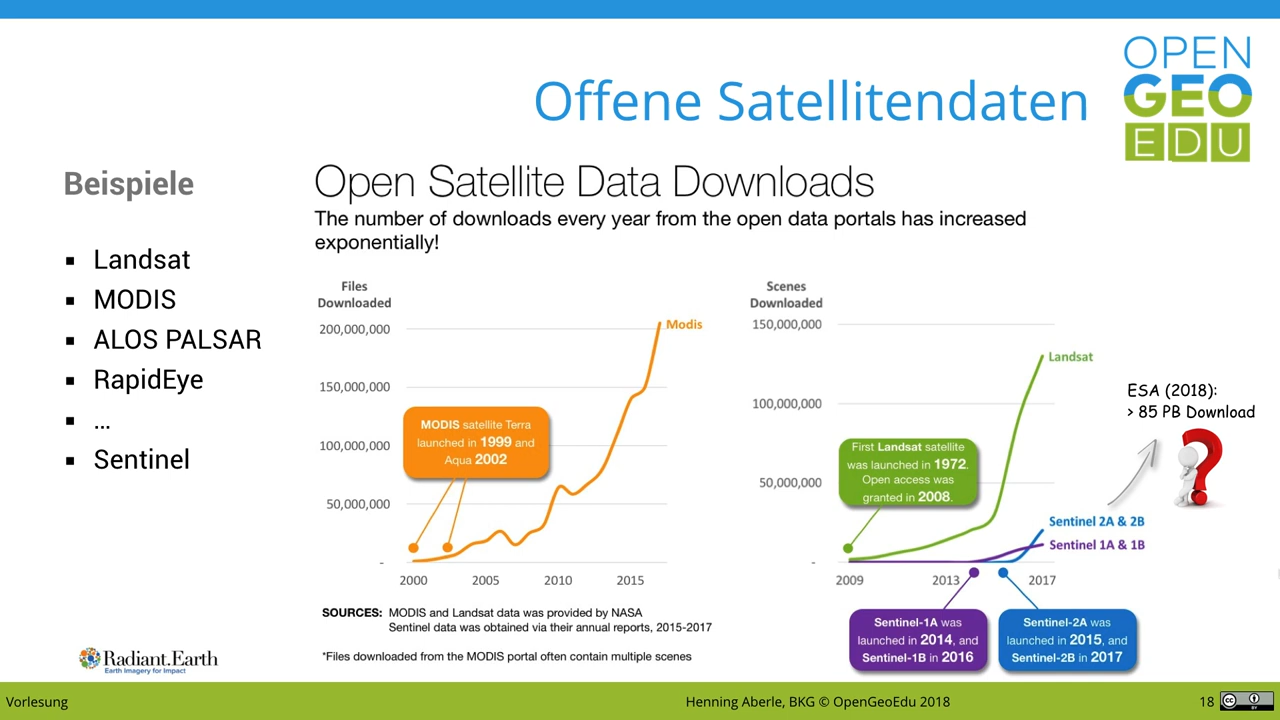 Offene Satellitendaten
OPEN
GEO
EDU
Beispiele
▪ Landsat
▪ MODIS
▪ ALOS PALSAR
▪ RapidEye
▪ ...
▪ Sentinel
Open Satellite Data Downloads
The number of downloads every year from the open data portals has increased
exponentially!
Files
Downloaded
200,000,000
150,000,000
100,000,000
50,000,000
-
Modis
MODIS satellite Terra
launched in 1999 and
Aqua 2002
2000 2005 2010 2015
Scenes
Downloaded
150,000,000
100,000,000
50,000,000
-
Landsat
First Landsat satellite
was launched in 1972.
Open access was
granted in 2008.
Sentinel 2A & 2B
Sentinel 1A & 1B
2009 2013 2017
Sentinel-1A was
launched in 2014, and
Sentinel-1B in 2016
Sentinel-2A was
launched in 2015, and
Sentinel-2B in 2017
ESA (2018):
> 85 PB Download
SOURCES: MODIS and Landsat data was provided by NASA
Sentinel data was obtained via their annual reports, 2015-2017
*Files downloaded from the MODIS portal often contain multiple scenes
Radiant.Earth
Earth Imagery for Impact
Vorlesung
Henning Aberle, BKG © OpenGeoEdu 2018
18
cc
BY